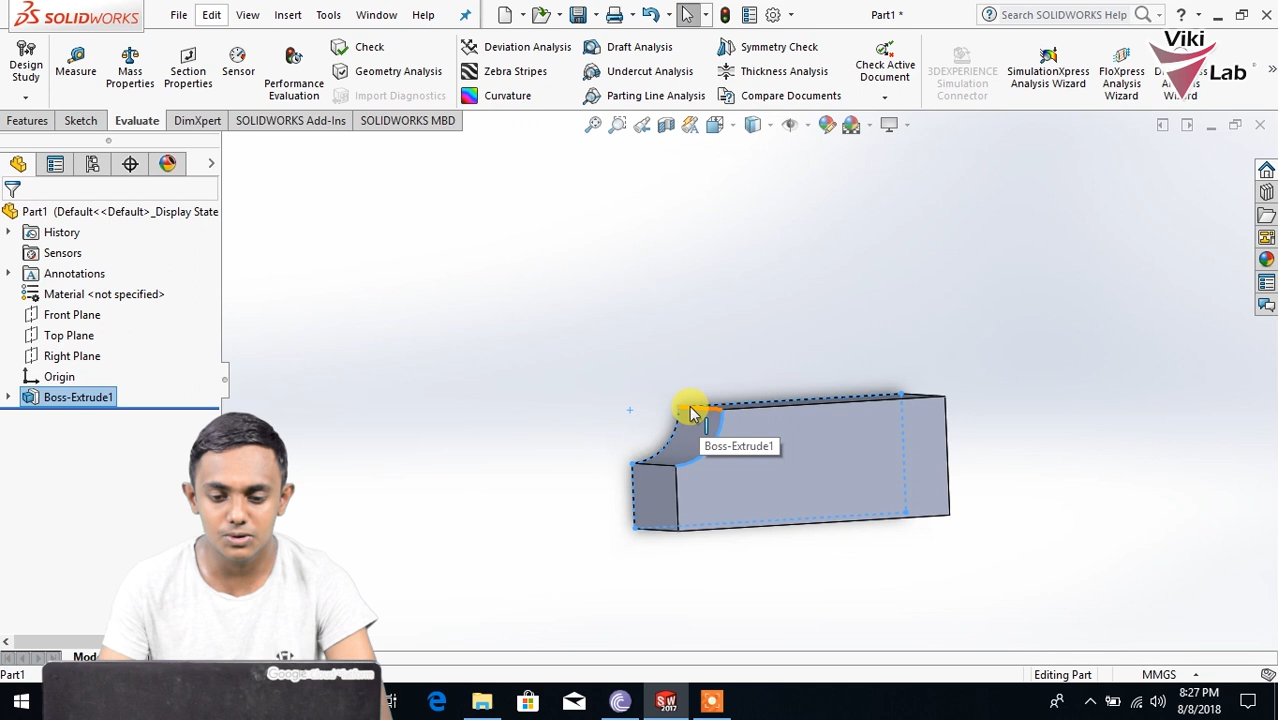 SOLIDWORKS
File Edit View Insert Tools Window Help
Part1 *
Search SOLIDWORKS
Viki
Lab
Design Study
Measure
Mass Properties
Section Properties
Sensor
Performance Evaluation
Check
Geometry Analysis
Import Diagnostics
Deviation Analysis
Zebra Stripes
Curvature
Draft Analysis
Undercut Analysis
Parting Line Analysis
Symmetry Check
Thickness Analysis
Compare Documents
Check Active Document
3DEXPERIENCE Simulation Connector
SimulationXpress Analysis Wizard
FloXpress Analysis Wizard
Wizard
Features Sketch Evaluate DimXpert SOLIDWORKS Add-Ins SOLIDWORKS MBD
Part1 (Default<<Default>_Display State
History
Sensors
Annotations
Material <not specified>
Front Plane
Top Plane
Right Plane
Origin
Boss-Extrude1
Boss-Extrude1
Part1
Editing Part
MMGS
SW
2017
8:27 PM
8/8/2018